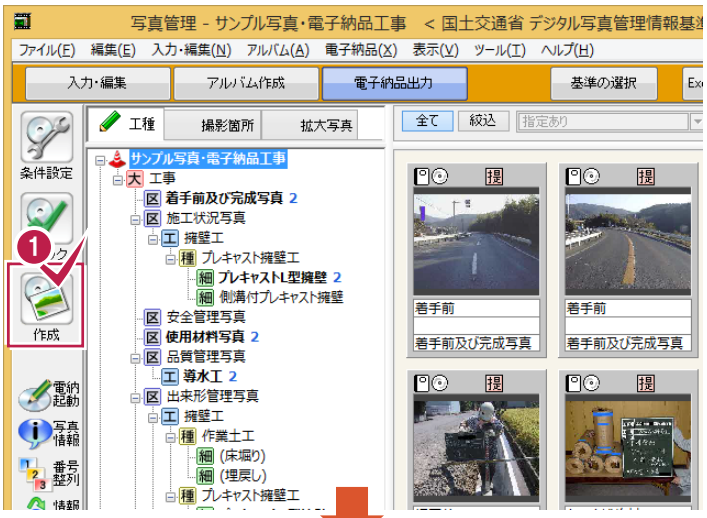 写真管理 - サンプル写真・電子納品工事 < 国土交通省 デジタル写真管理情報基準
ファイル(F) 編集(E) 入力・編集(N) アルバム(A) 電子納品(X) 表示(V) ツール(T) ヘルプ(H)
入力・編集 アルバム作成 電子納品出力 基準の選択
工種 撮影箇所 拡大写真
全て 絞込 指定あり
条件設定
ック
1
作成
電納
起動
写真
情報
番号
整列
情報
サンプル写真・電子納品工事
大 工事
区 着手前及び完成写真 2
区 施工状況写真
工 擁壁工
種 プレキャスト擁壁工
細 プレキャストL型擁壁 2
細 側溝付プレキャスト擁壁
区 安全管理写真
区 使用材料写真 2
区 品質管理写真
工 導水工 2
区 出来形管理写真
工 擁壁工
種 作業土工
細 (床堀り)
細 (埋戻し)
種 プレキャスト擁壁工
提
着手前
着手前及び完成写真
提
着手前
着手前及び完成写真
提
提